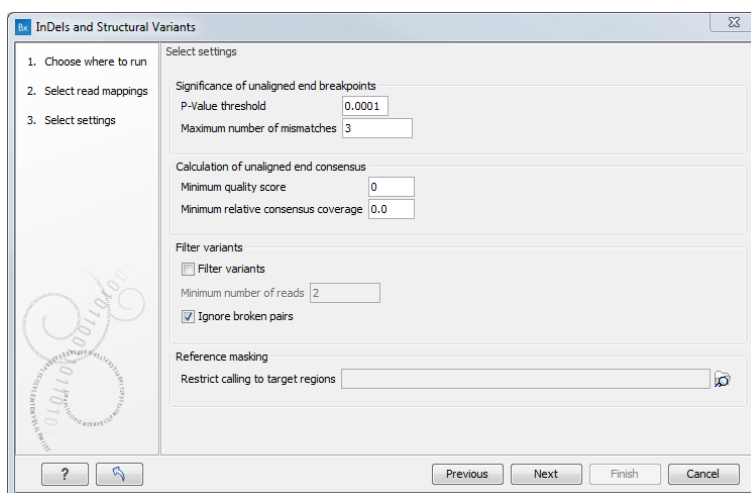 Bx InDels and Structural Variants
1. Choose where to run
2. Select read mappings
3. Select settings
Select settings
Significance of unaligned end breakpoints
P-Value threshold 0.0001
Maximum number of mismatches 3
Calculation of unaligned end consensus
Minimum quality score 0
Minimum relative consensus coverage 0.0
Filter variants
Filter variants
Minimum number of reads 2
Ignore broken pairs
Reference masking
Restrict calling to target regions
? Previous Next Finish Cancel